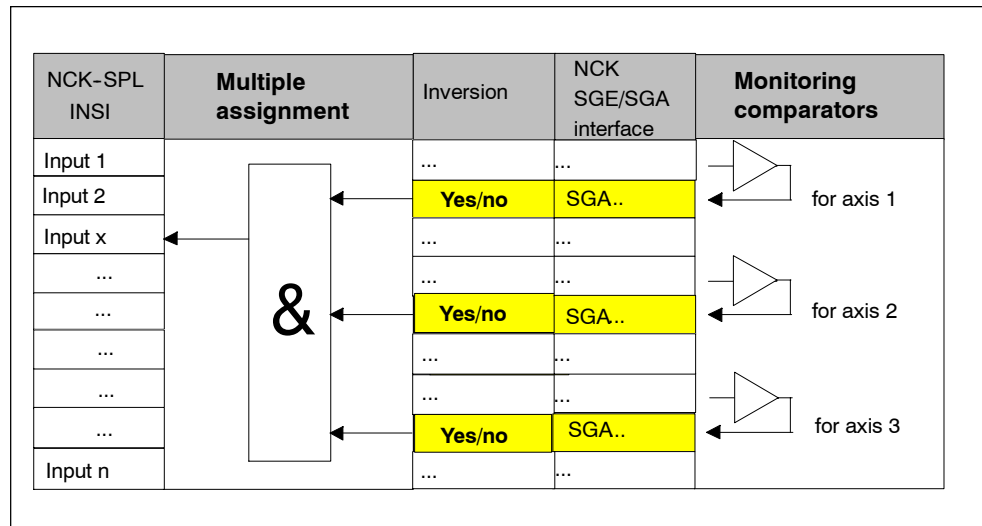 NCK-SPL
INSI
Multiple
assignment
Inversion
NCK
SGE/SGA
interface
Monitoring
comparators
Input 1
...
...
Input 2
Yes/no
SGA..
for axis 1
Input x
...
...
...
...
...
...
Yes/no
SGA...
for axis 2
&
...
...
...
...
...
...
...
Yes/no
SGA..
for axis 3
Input n
...
...